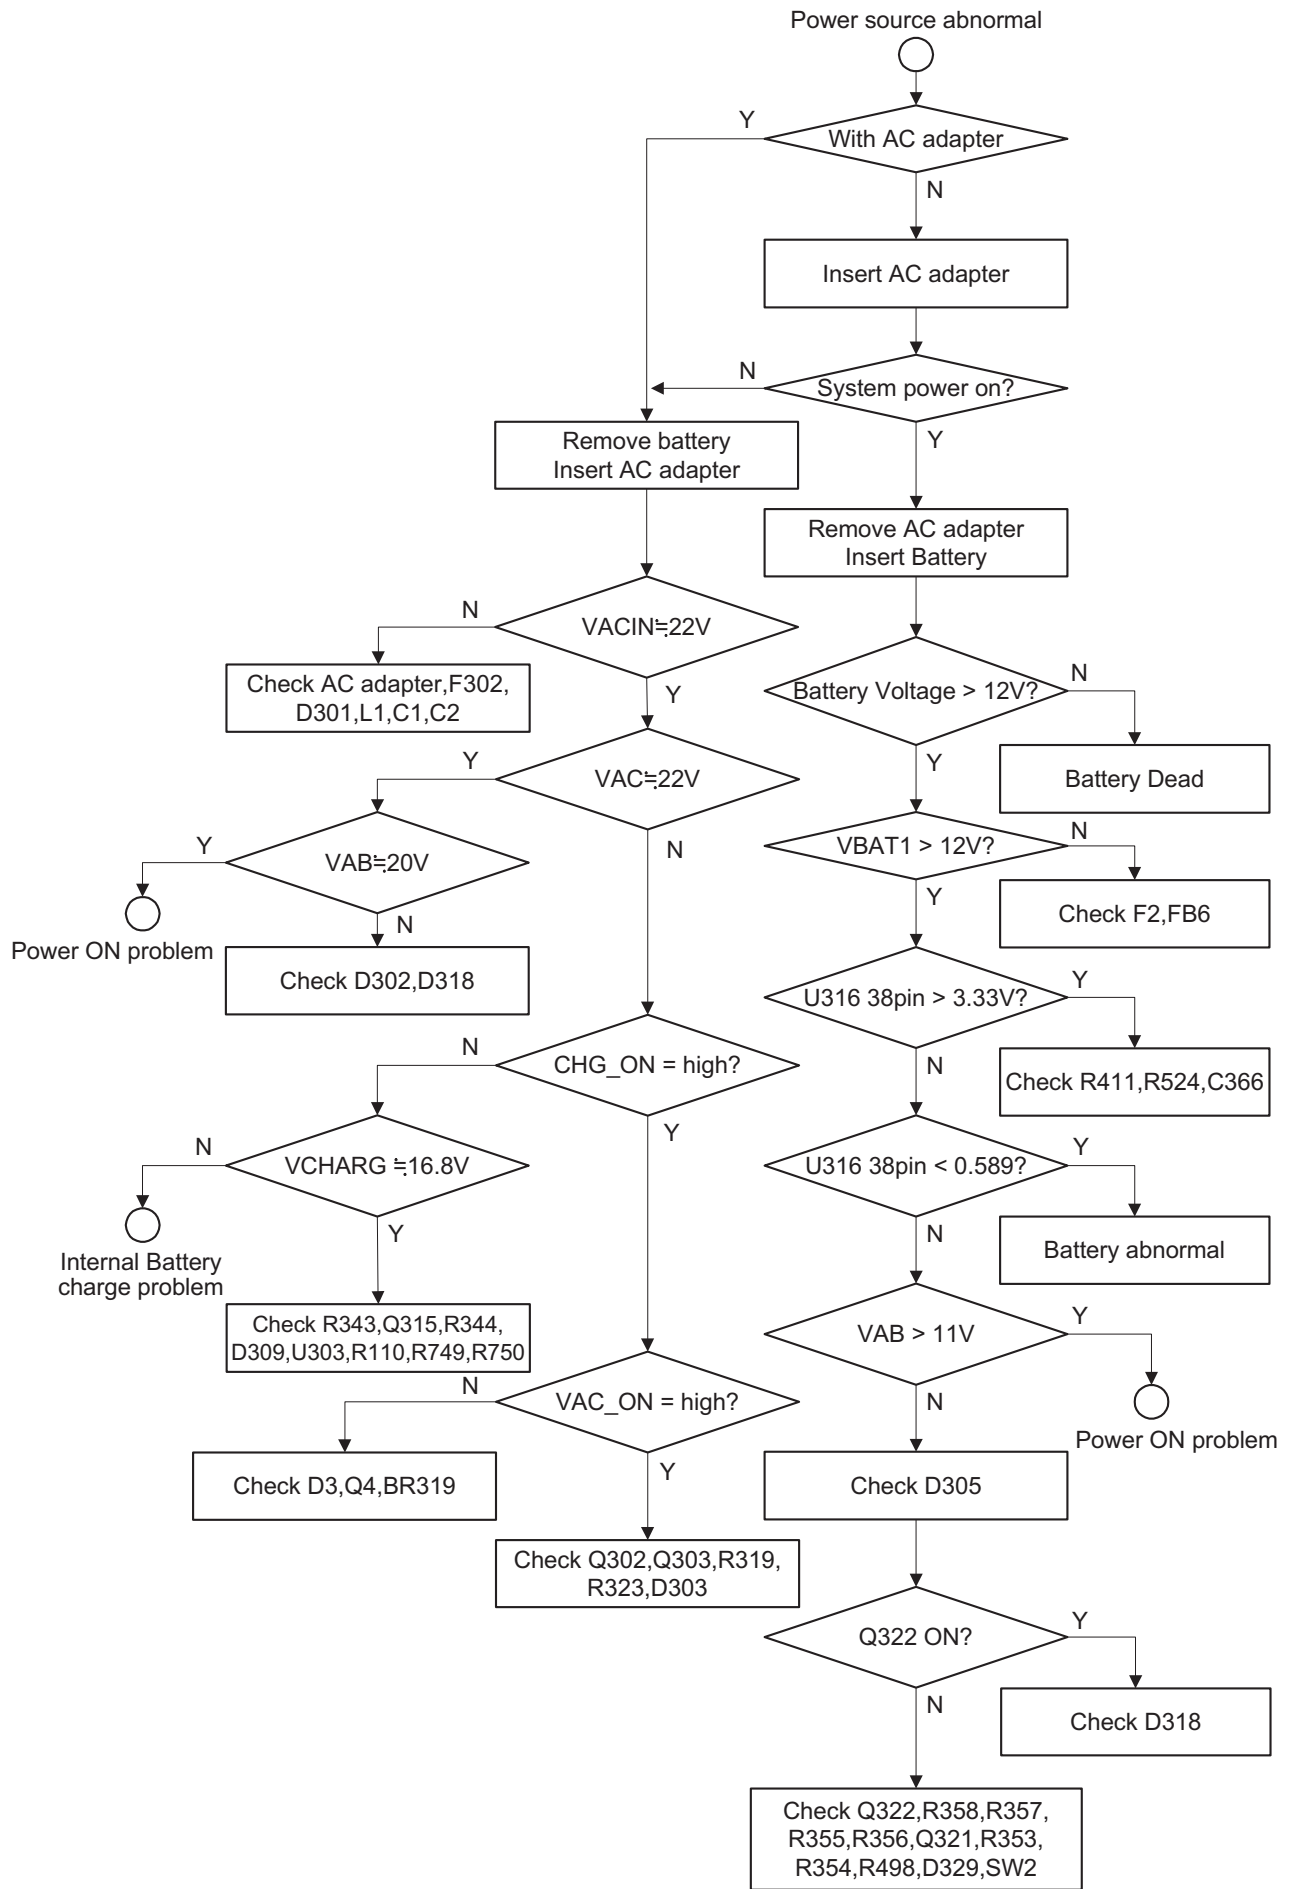 Power source abnormal
Y
With AC adapter
N
Insert AC adapter
N
System power on?
Y
Remove battery
Insert AC adapter
Remove AC adapter
Insert Battery
N
VACIN≒22V
Y
Check AC adapter,F302,
D301,L1,C1,C2
Battery Voltage > 12V?
N
Y
Battery Dead
Y
VAC≒22V
N
Y
VAB≒20V
N
Power ON problem
Check D302,D318
VBAT1 > 12V?
N
Y
Check F2,FB6
U316 38pin > 3.33V?
Y
N
Check R411,R524,C366
N
CHG_ON = high?
Y
N
VCHARG ≒16.8V
Y
Internal Battery
charge problem
Check R343,Q315,R344,
D309,U303,R110,R749,R750
U316 38pin < 0.589?
Y
N
Battery abnormal
VAB > 11V
Y
N
Power ON problem
N
VAC_ON = high?
Y
Check D3,Q4,BR319
Check Q302,Q303,R319,
R323,D303
Check D305
Q322 ON?
Y
N
Check D318
Check Q322,R358,R357,
R355,R356,Q321,R353,
R354,R498,D329,SW2